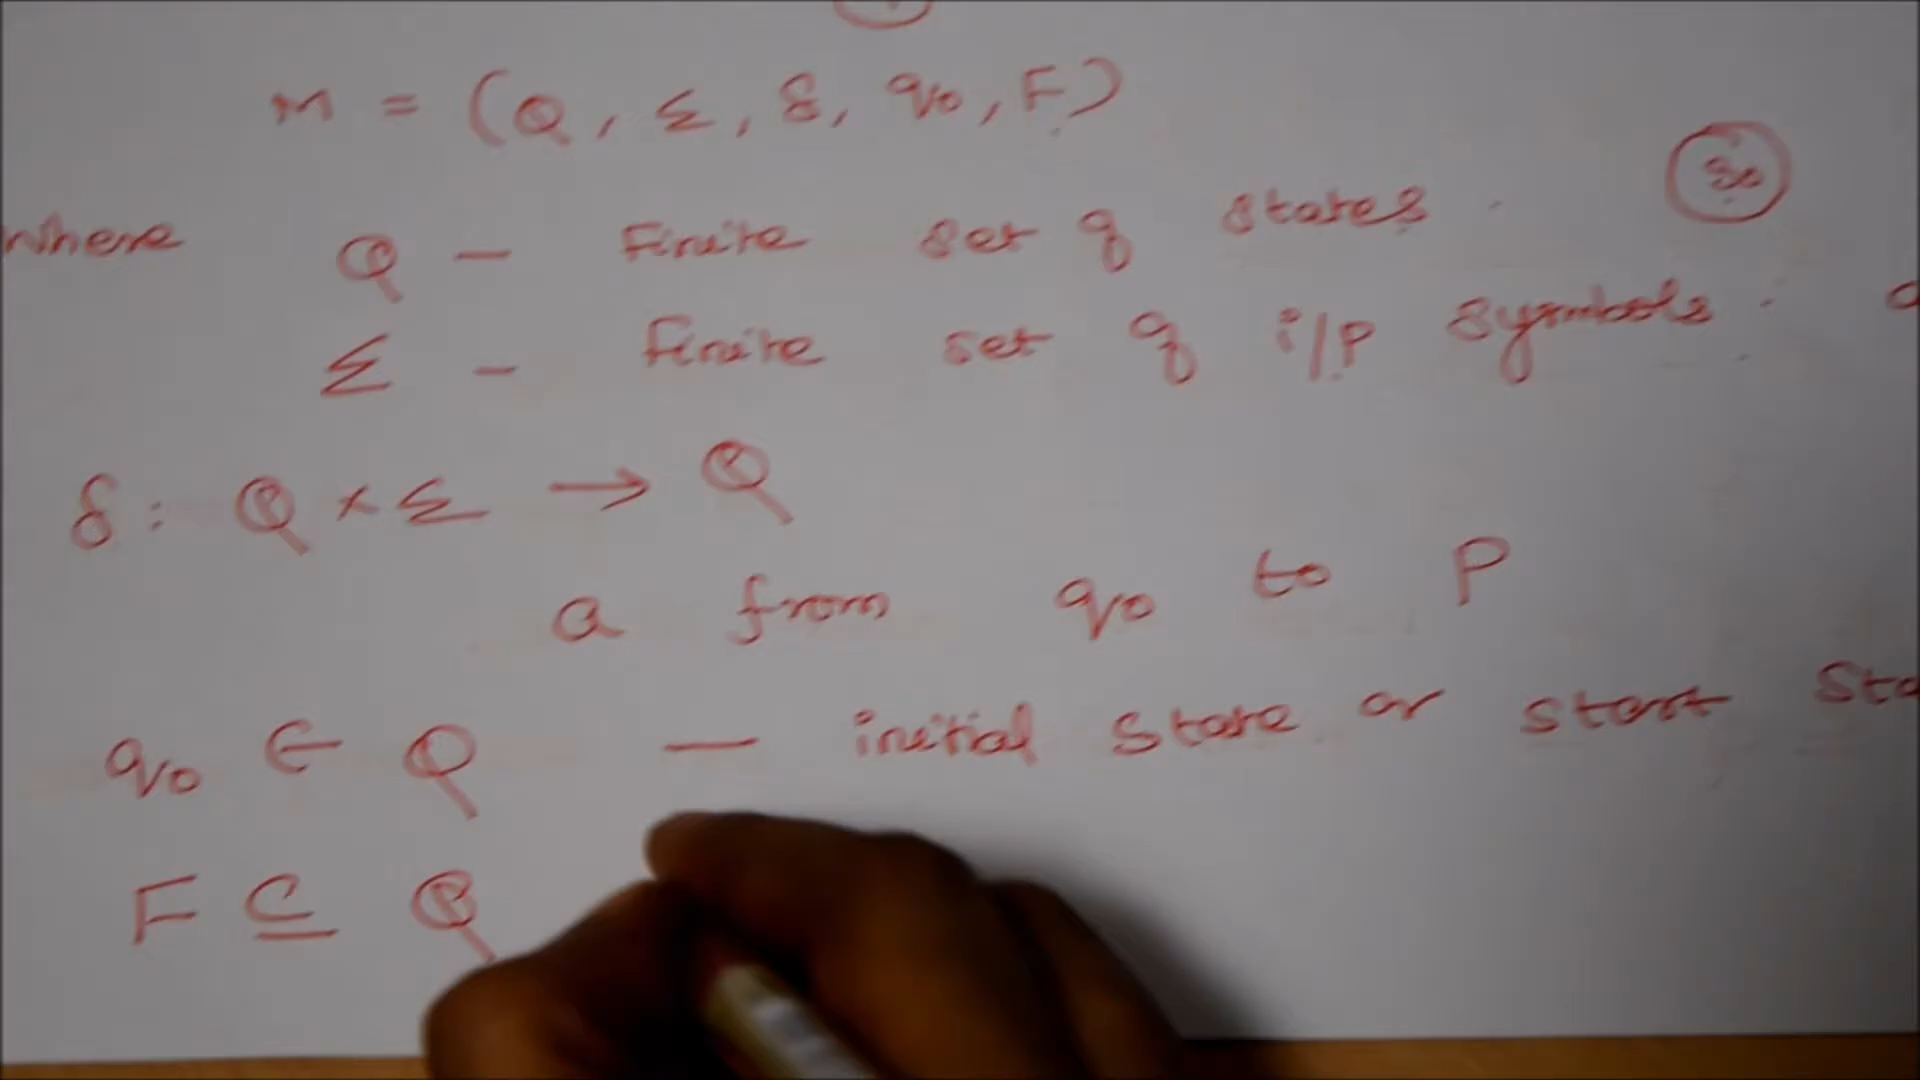 M = (Q, Σ, δ, q0, F)
where Q - Finite set of states.
Σ - finite set of i/p symbols.
δ: Q × Σ → Q
a from q0 to P
q0 ∈ Q — initial state or start
F ⊆ Q